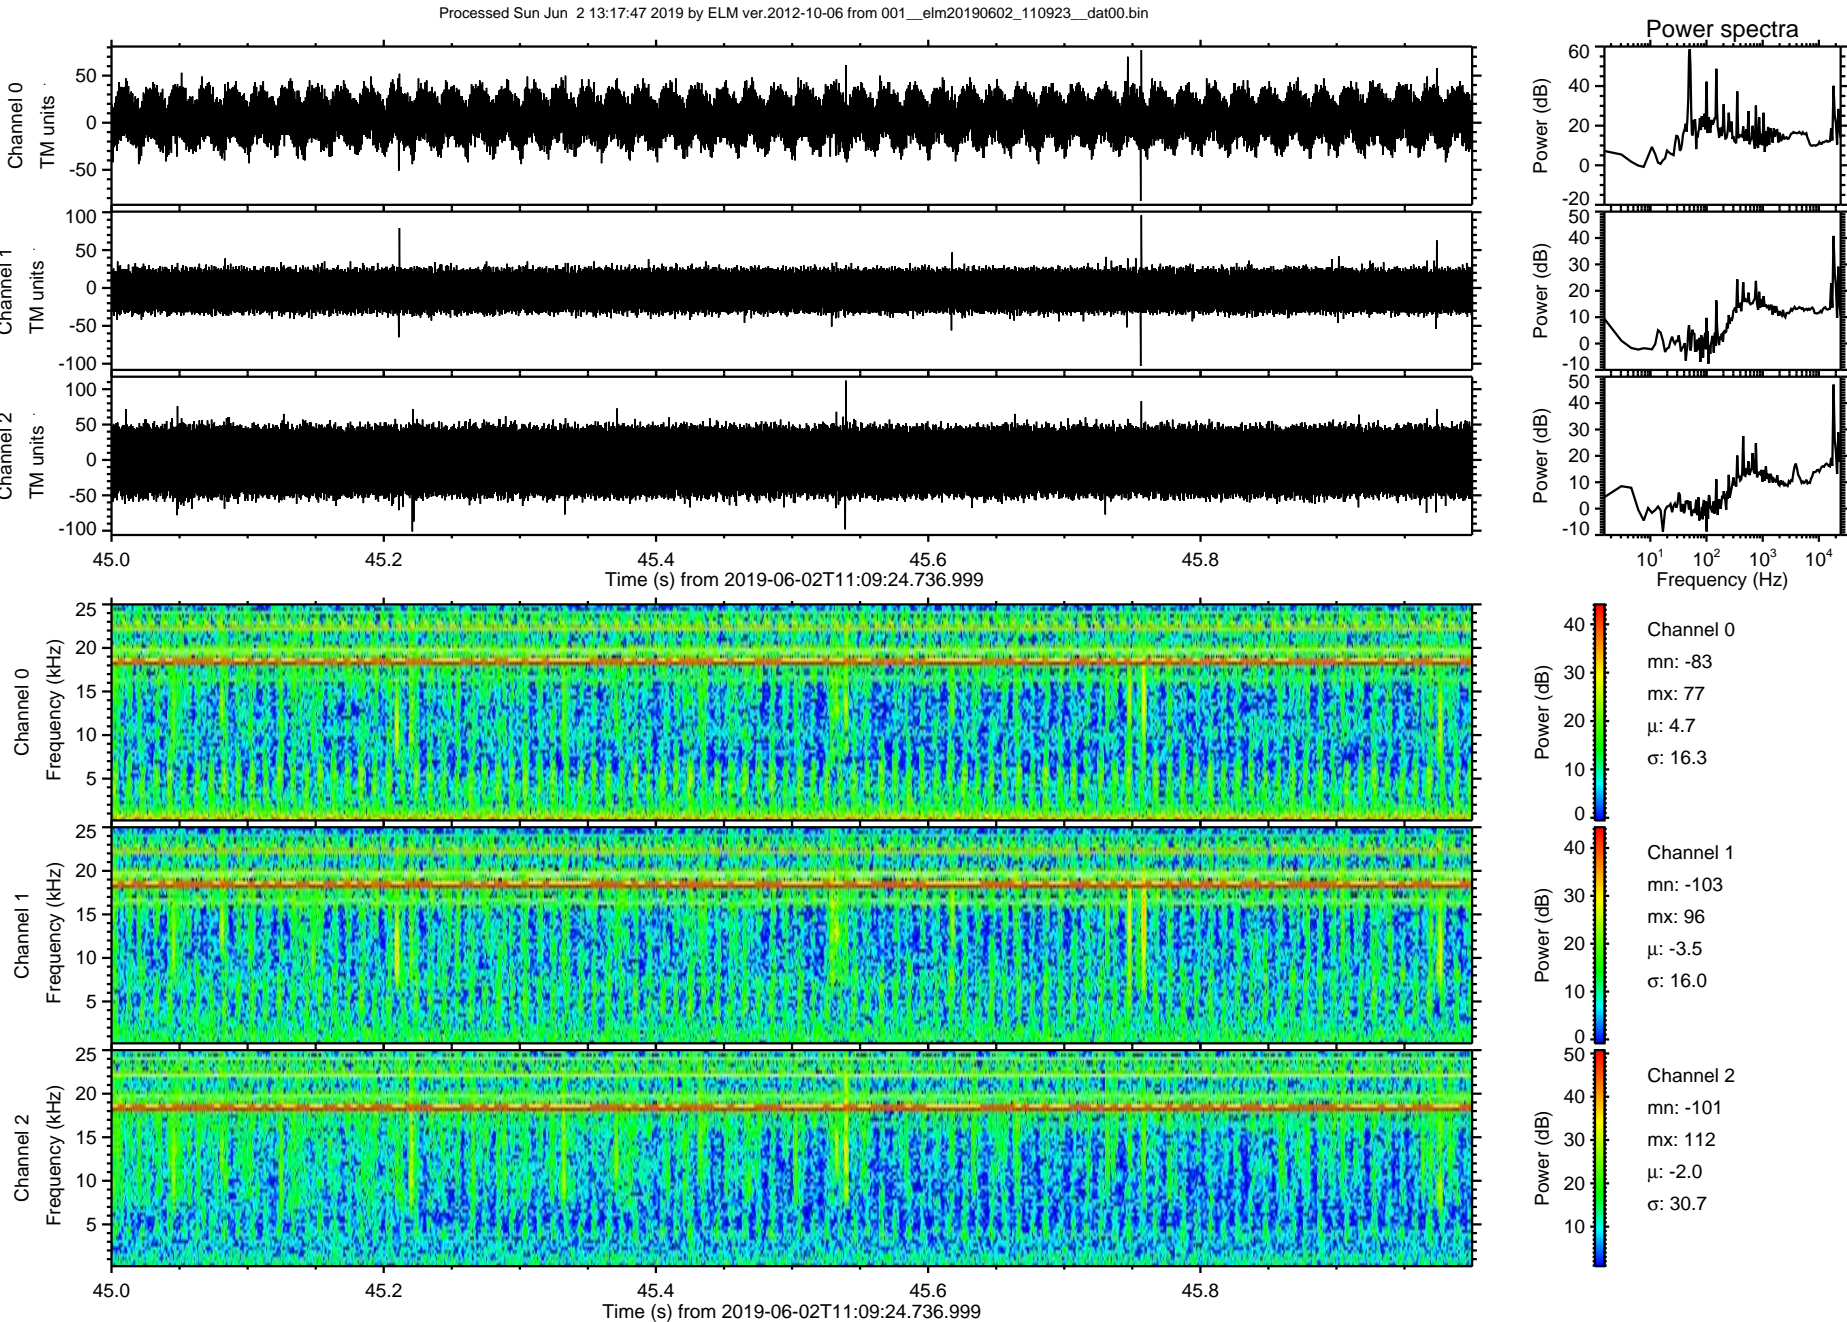 Processed Sun Jun 2 13:17:47 2019 by ELM ver.2012-10-06 from 001__elm20190602_110923__dat00.bin
Power spectra
Channel 0
TM units
50
0
-50
Power (dB)
60
40
20
0
-20
Channel 1
TM units
100
50
0
-50
-100
Power (dB)
50
40
30
20
10
0
-10
Channel 2
TM units
100
50
0
-50
-100
Power (dB)
50
40
30
20
10
0
-10
45.0 45.2 45.4 45.6 45.8
Time (s) from 2019-06-02T11:09:24.736.999
10^1 10^2 10^3 10^4
Frequency (Hz)
Channel 0
Frequency (kHz)
25
20
15
10
5
Power (dB)
40
30
20
10
0
Channel 0
mn: -83
mx: 77
μ: 4.7
σ: 16.3
Channel 1
Frequency (kHz)
25
20
15
10
5
Power (dB)
40
30
20
10
0
Channel 1
mn: -103
mx: 96
μ: -3.5
σ: 16.0
Channel 2
Frequency (kHz)
25
20
15
10
5
Power (dB)
50
40
30
20
10
Channel 2
mn: -101
mx: 112
μ: -2.0
σ: 30.7
45.0 45.2 45.4 45.6 45.8
Time (s) from 2019-06-02T11:09:24.736.999